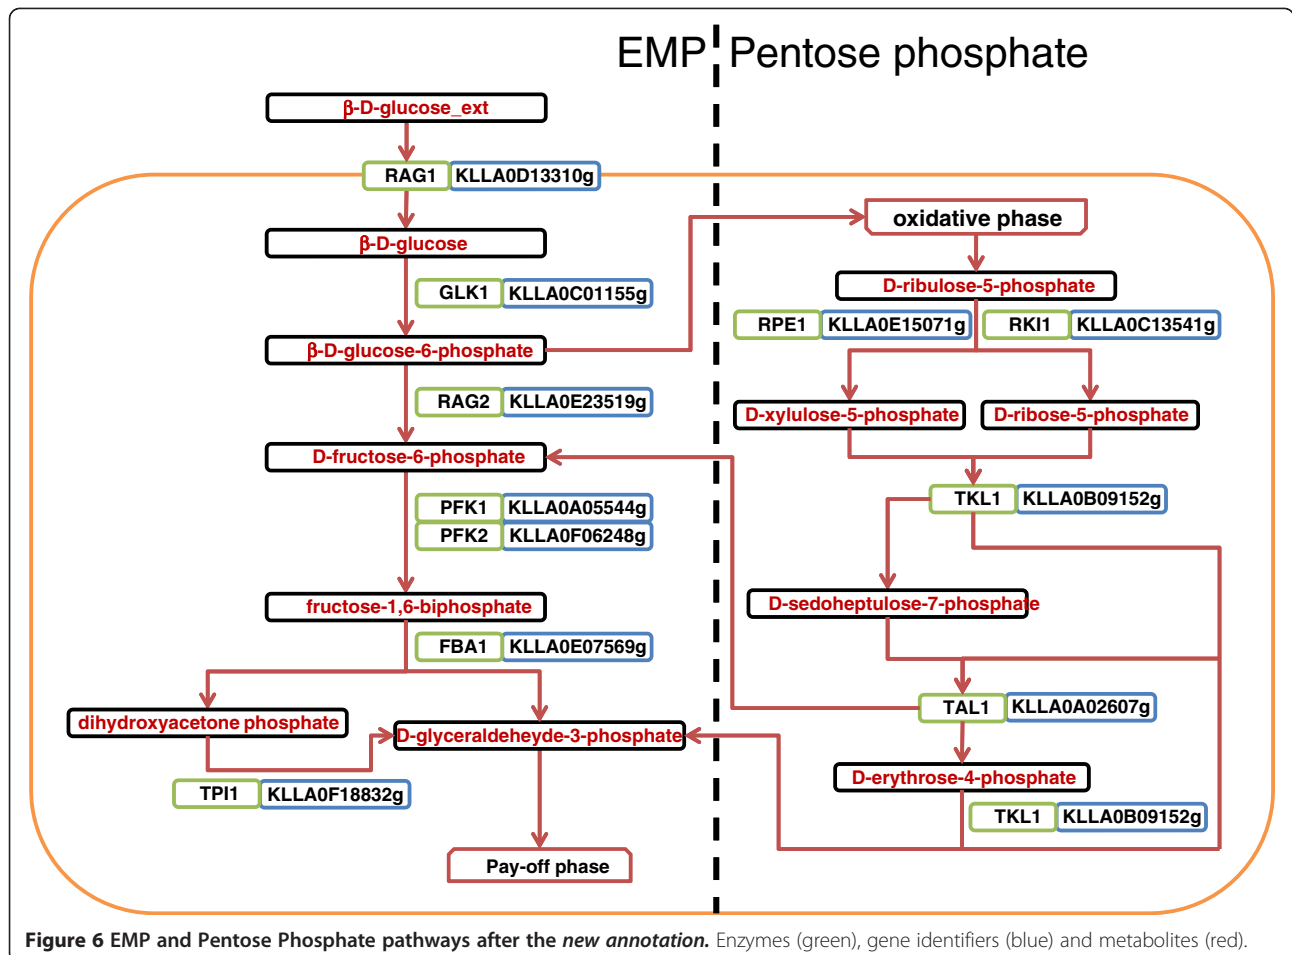 EMP Pentose phosphate
β-D-glucose_ext
RAG1 KLLA0D13310g
β-D-glucose
oxidative phase
GLK1 KLLA0C01155g
D-ribulose-5-phosphate
RPE1 KLLA0E15071g RKI1 KLLA0C13541g
β-D-glucose-6-phosphate
RAG2 KLLA0E23519g
D-xylulose-5-phosphate D-ribose-5-phosphate
D-fructose-6-phosphate
TKL1 KLLA0B09152g
PFK1 KLLA0A05544g
PFK2 KLLA0F06248g
fructose-1,6-biphosphate
D-sedoheptulose-7-phosphate
FBA1 KLLA0E07569g
TAL1 KLLA0A02607g
dihydroxyacetone phosphate
D-glyceraldeheyde-3-phosphate
D-erythrose-4-phosphate
TPI1 KLLA0F18832g
TKL1 KLLA0B09152g
Pay-off phase
Figure 6 EMP and Pentose Phosphate pathways after the new annotation. Enzymes (green), gene identifiers (blue) and metabolites (red).